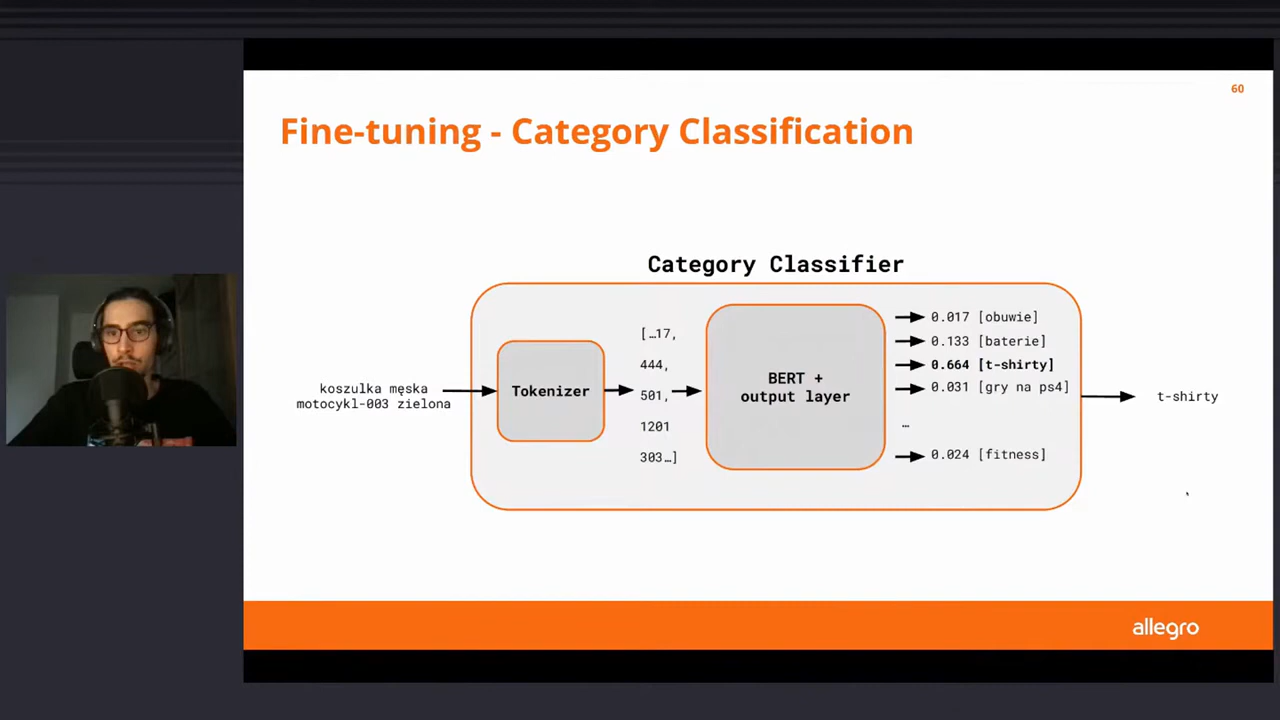 60
Fine-tuning - Category Classification
Category Classifier
koszulka męska
motocykl-003 zielona
Tokenizer
[…17,
444,
501,
1201
303…]
BERT +
output layer
0.017 [obuwie]
0.133 [baterie]
0.664 [t-shirty]
0.031 [gry na ps4]
…
0.024 [fitness]
t-shirty
allegro